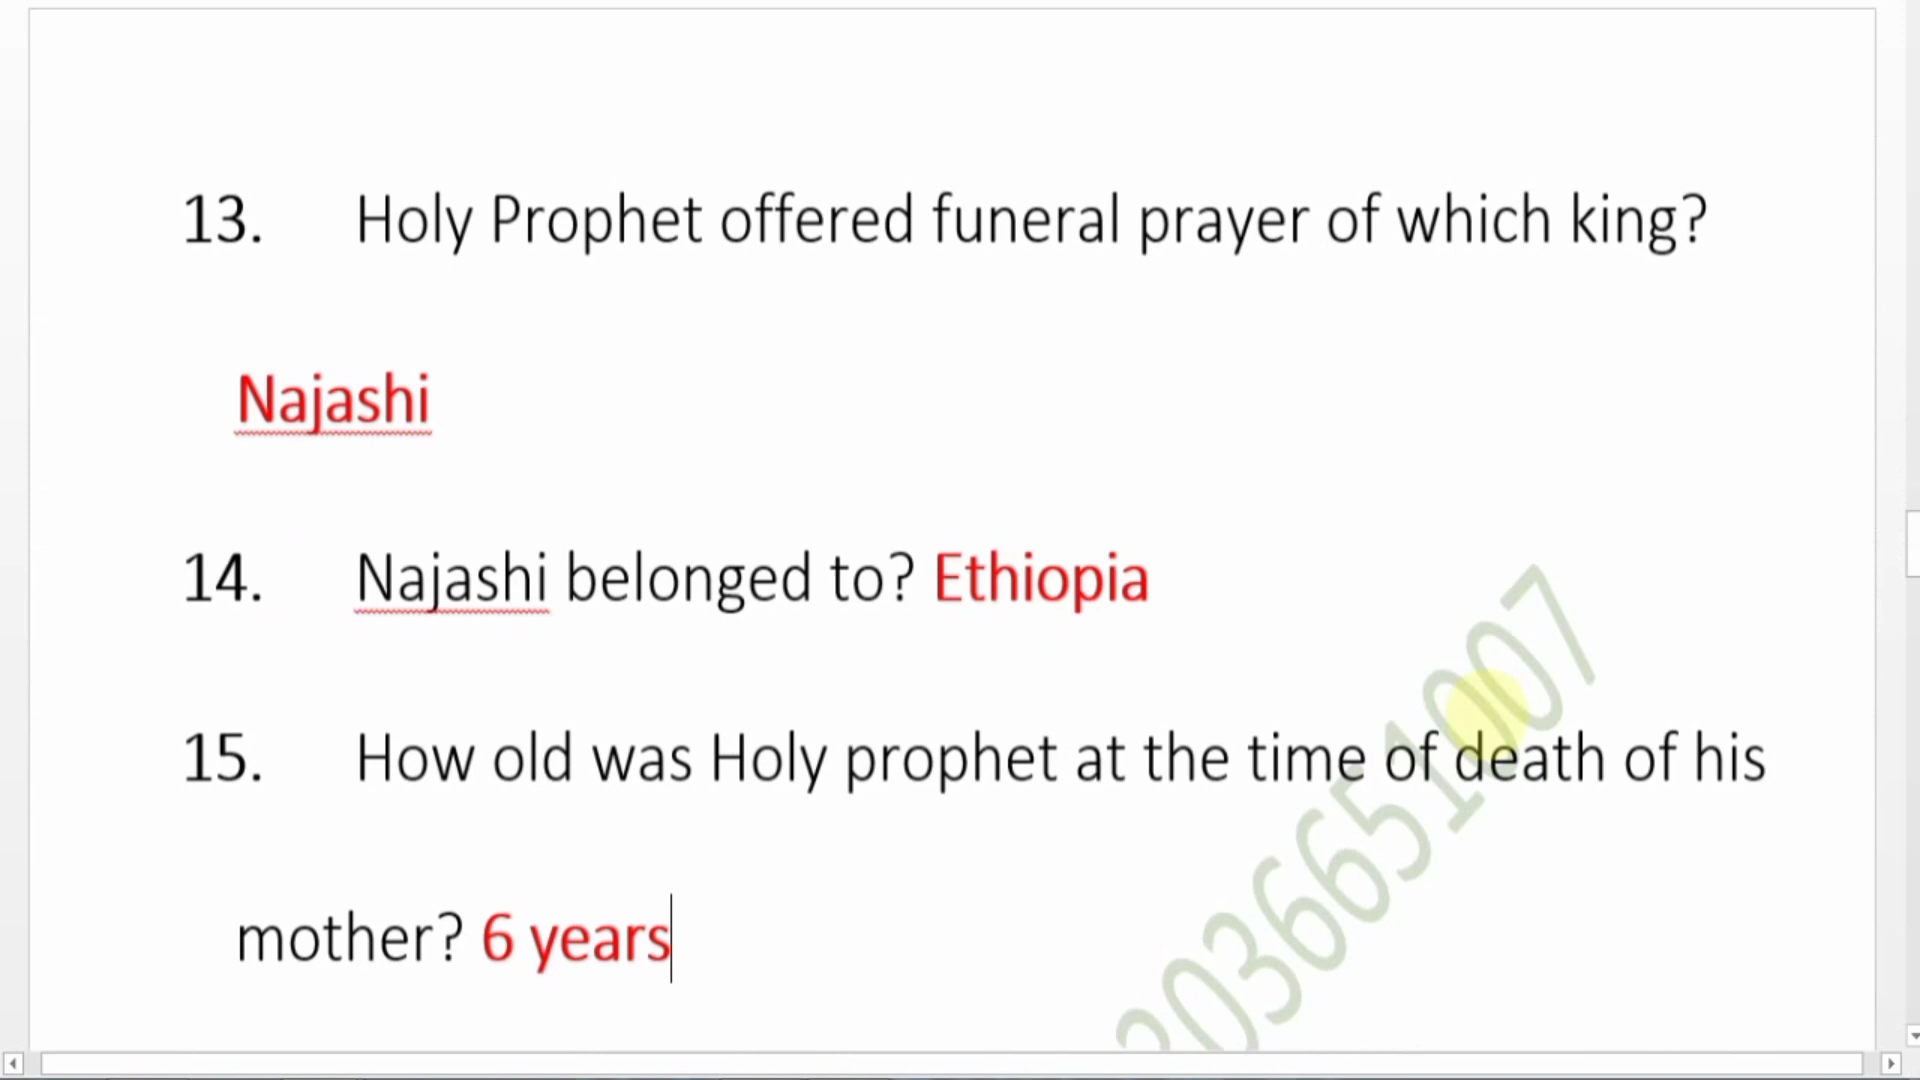 13. Holy Prophet offered funeral prayer of which king?
Najashi
14. Najashi belonged to? Ethiopia
15. How old was Holy prophet at the time of death of his
mother? 6 years
036651007